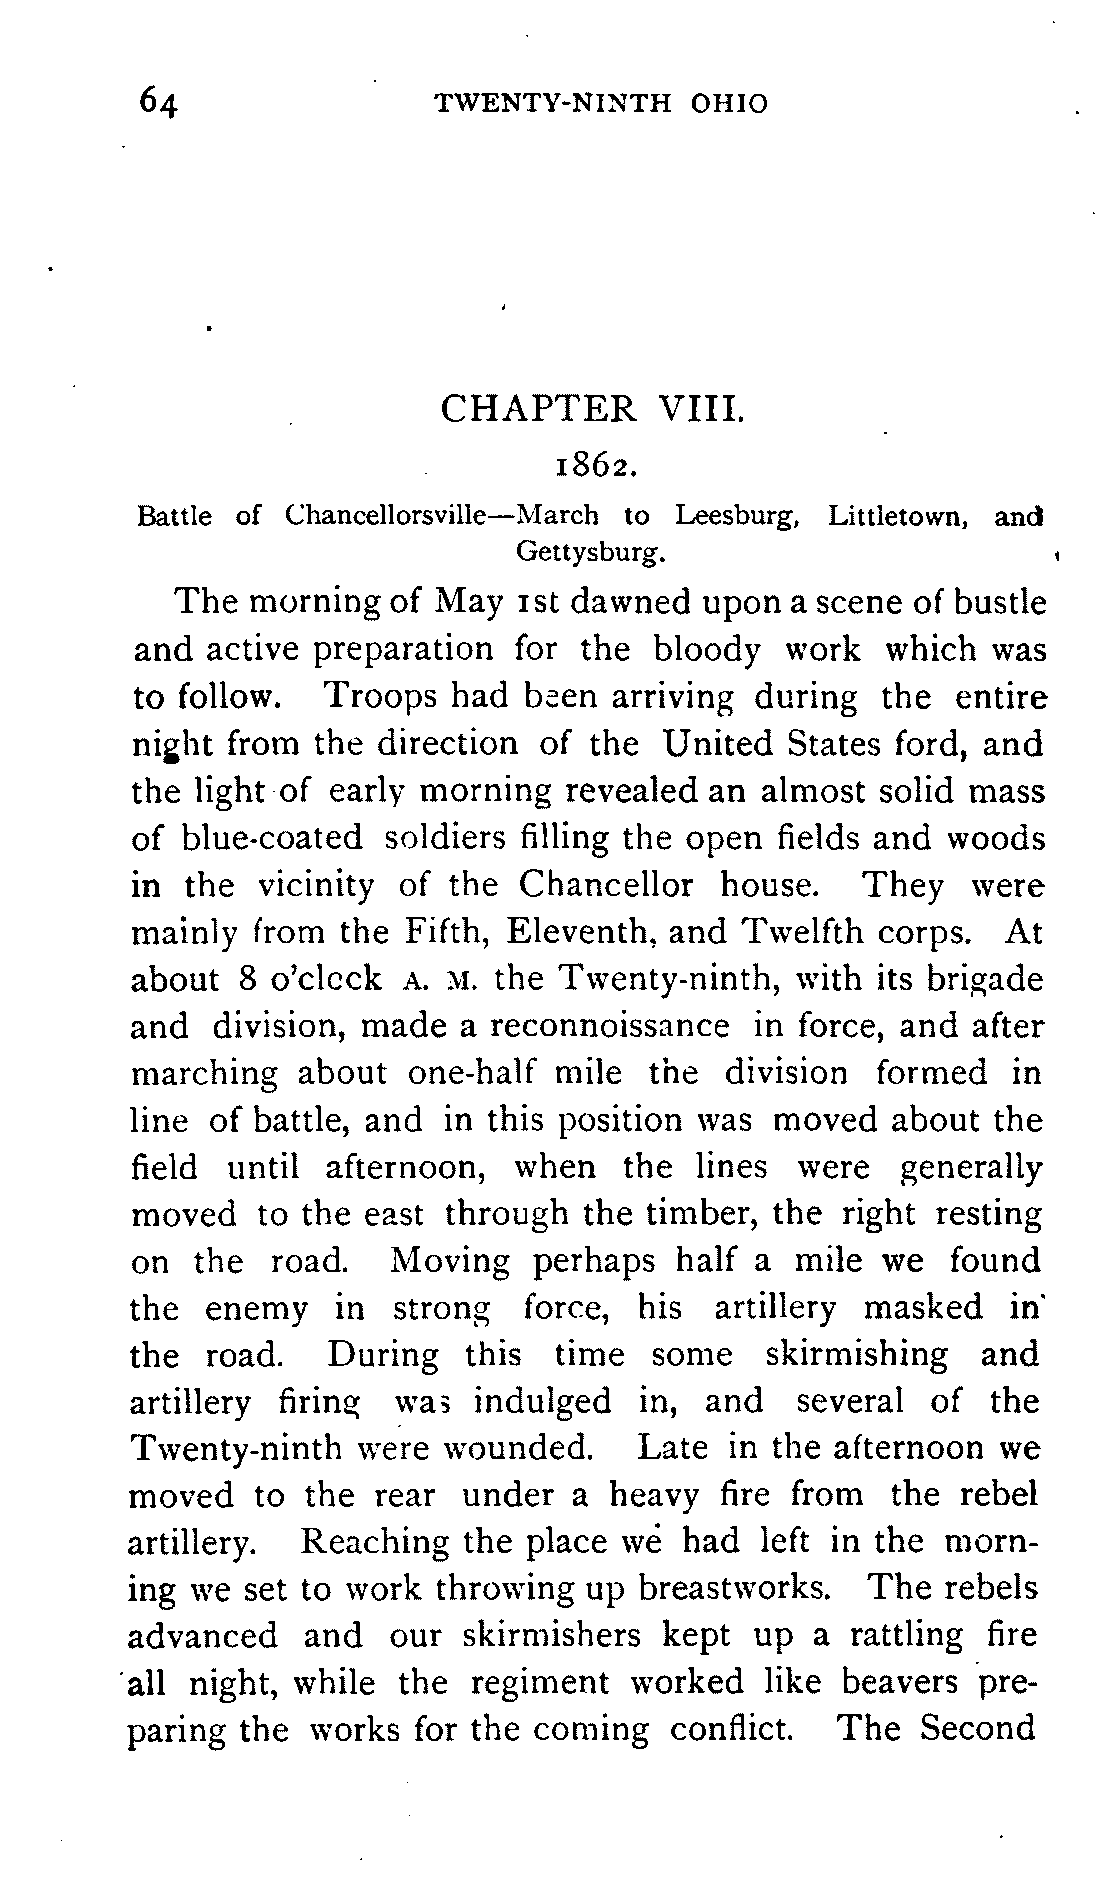 64 TWENTY-NINTH OHIO
CHAPTER VIII.
1862.
Battle of Chancellorsville—March to Leesburg, Littletown, and
Gettysburg.
The morning of May 1st dawned upon a scene of bustle
and active preparation for the bloody work which was
to follow. Troops had been arriving during the entire
night from the direction of the United States ford, and
the light of early morning revealed an almost solid mass
of blue-coated soldiers filling the open fields and woods
in the vicinity of the Chancellor house. They were
mainly from the Fifth, Eleventh, and Twelfth corps. At
about 8 o'clock A. M. the Twenty-ninth, with its brigade
and division, made a reconnoissance in force, and after
marching about one-half mile the division formed in
line of battle, and in this position was moved about the
field until afternoon, when the lines were generally
moved to the east through the timber, the right resting
on the road. Moving perhaps half a mile we found
the enemy in strong force, his artillery masked in
the road. During this time some skirmishing and
artillery firing was indulged in, and several of the
Twenty-ninth were wounded. Late in the afternoon we
moved to the rear under a heavy fire from the rebel
artillery. Reaching the place we had left in the morn-
ing we set to work throwing up breastworks. The rebels
advanced and our skirmishers kept up a rattling fire
all night, while the regiment worked like beavers pre-
paring the works for the coming conflict. The Second